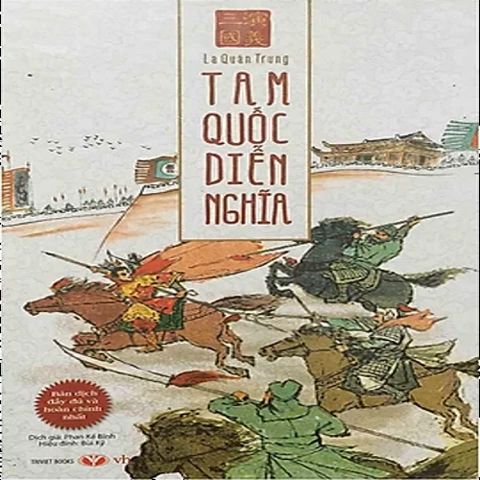 三演
國義
La Quán Trung
TAM
QUỐC
DIỄN
NGHĨA
Bản dịch
đầy đủ và
hoàn chỉnh
nhất
Dịch giả: Phan Kế Bính
Hiệu đính: Bùi Kỷ
TRIVIET BOOKS